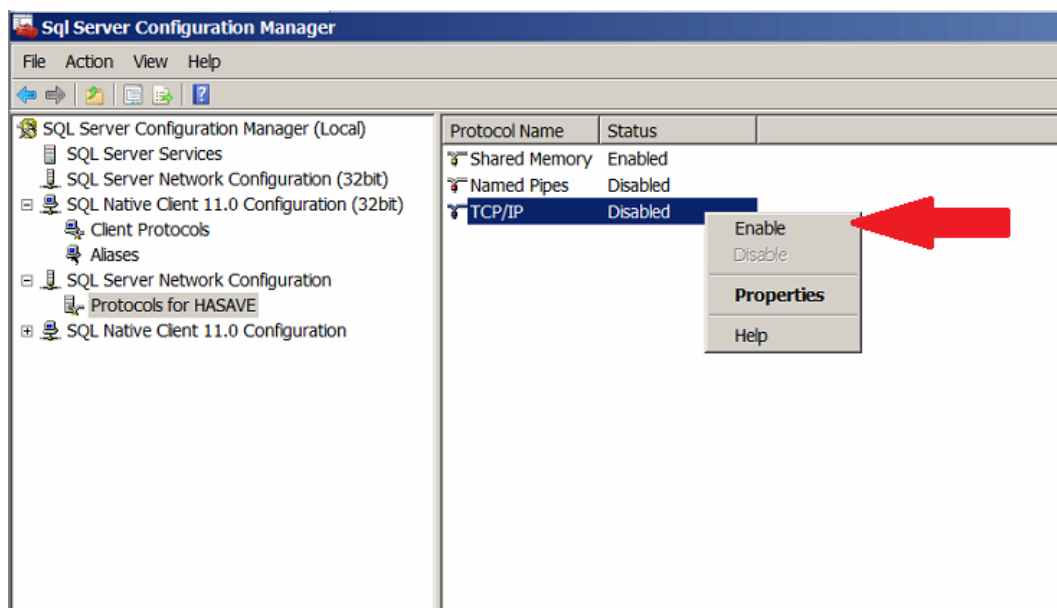 Sql Server Configuration Manager
File Action View Help
SQL Server Configuration Manager (Local)
SQL Server Services
SQL Server Network Configuration (32bit)
SQL Native Client 11.0 Configuration (32bit)
Client Protocols
Aliases
SQL Server Network Configuration
Protocols for HASAVE
SQL Native Client 11.0 Configuration
Protocol Name Status
Shared Memory Enabled
Named Pipes Disabled
TCP/IP Disabled
Enable
Disable
Properties
Help